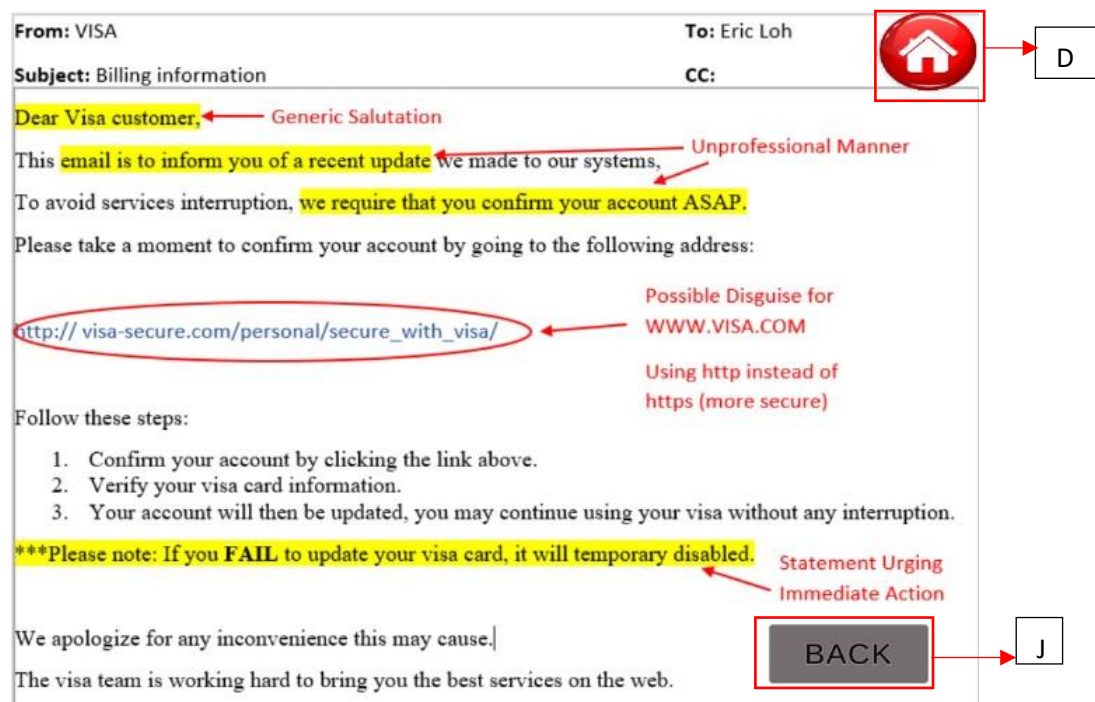 From: VISA To: Eric Loh
D
Subject: Billing information CC:
Dear Visa customer, Generic Salutation
Unprofessional Manner
This email is to inform you of a recent update we made to our systems,
To avoid services interruption, we require that you confirm your account ASAP.
Please take a moment to confirm your account by going to the following address:
Possible Disguise for
WWW.VISA.COM
http:// visa-secure.com/personal/secure_with_visa/
Using http instead of
https (more secure)
Follow these steps:
1. Confirm your account by clicking the link above.
2. Verify your visa card information.
3. Your account will then be updated, you may continue using your visa without any interruption.
***Please note: If you FAIL to update your visa card, it will temporary disabled.
Statement Urging
Immediate Action
We apologize for any inconvenience this may cause.
BACK
J
The visa team is working hard to bring you the best services on the web.